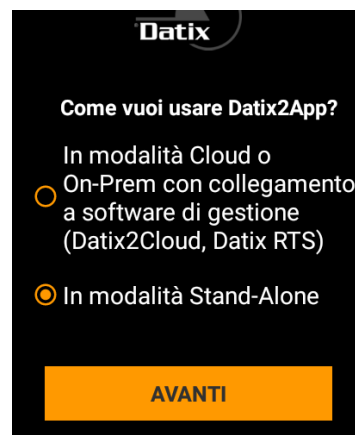 Datix
Come vuoi usare Datix2App?
In modalità Cloud o
On-Prem con collegamento
a software di gestione
(Datix2Cloud, Datix RTS)
In modalità Stand-Alone
AVANTI